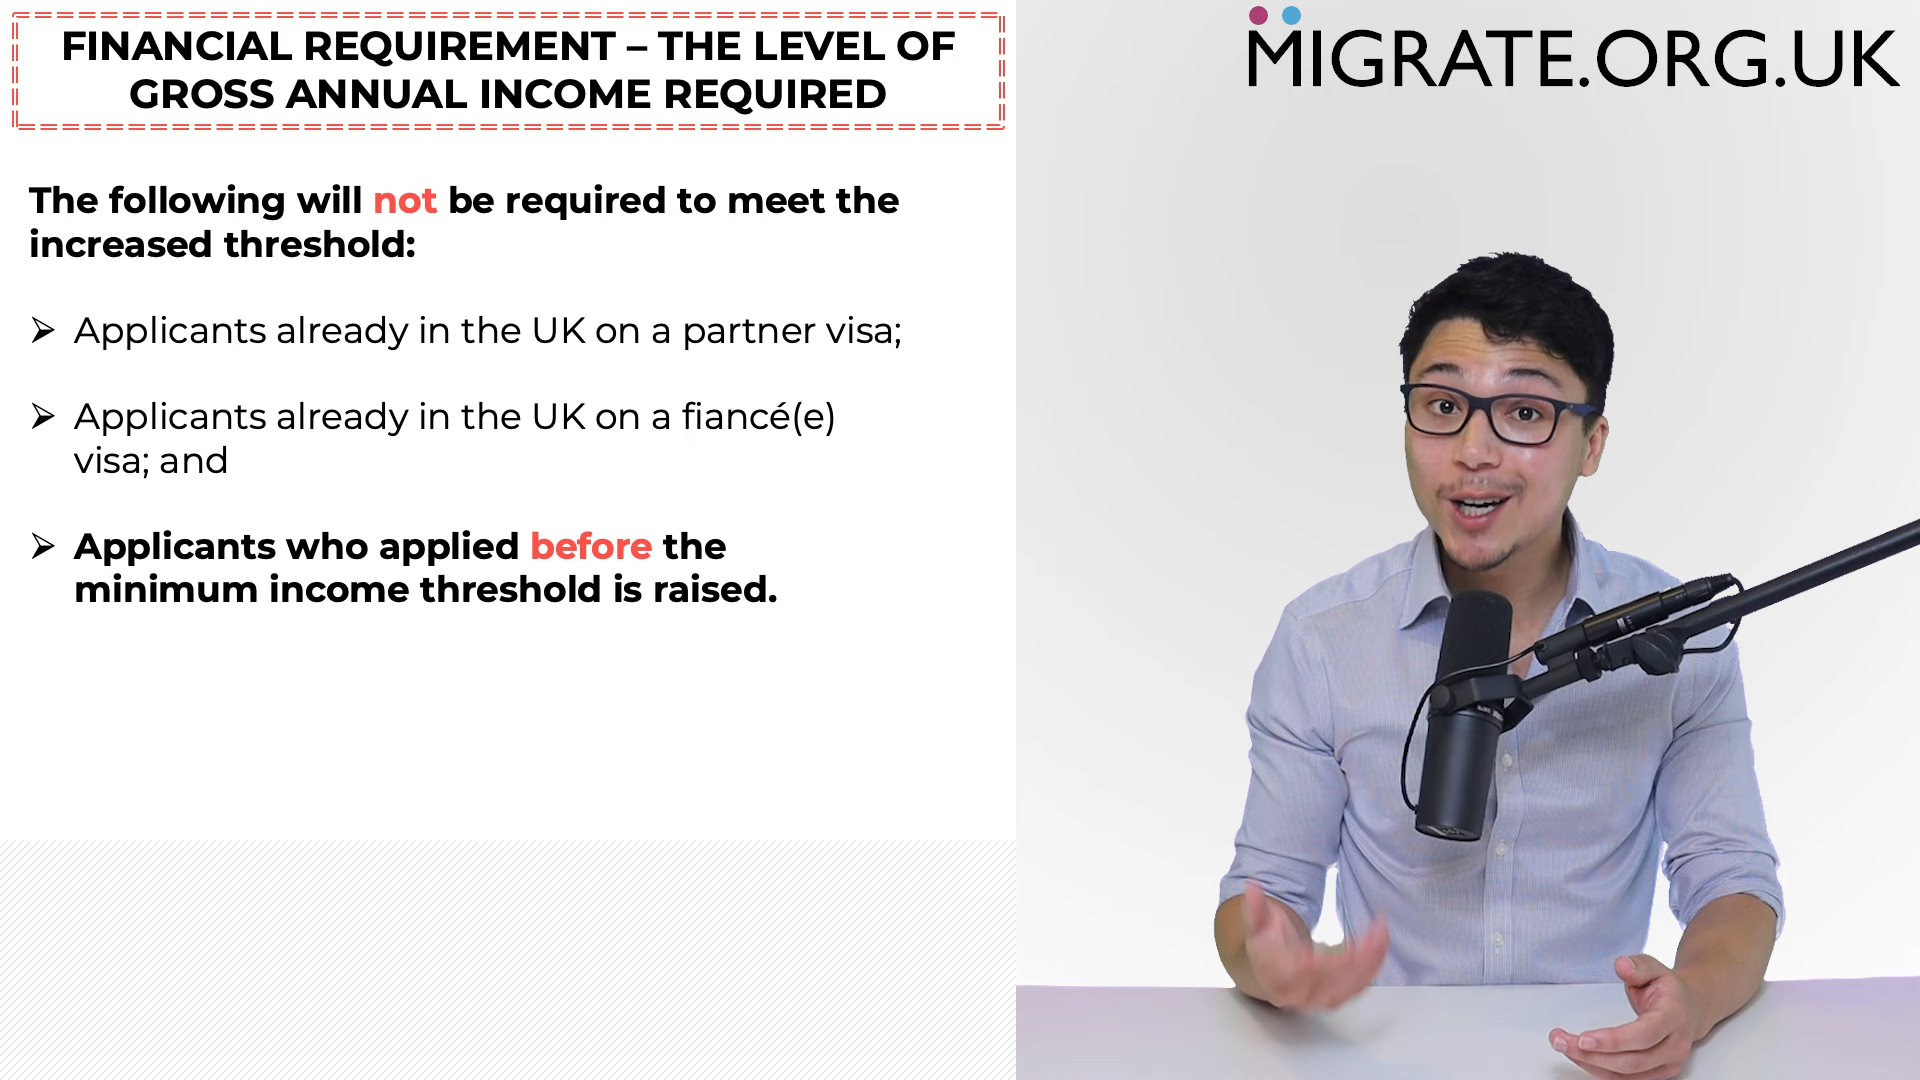 FINANCIAL REQUIREMENT – THE LEVEL OF
GROSS ANNUAL INCOME REQUIRED
MIGRATE.ORG.UK
The following will not be required to meet the
increased threshold:
➢ Applicants already in the UK on a partner visa;
➢ Applicants already in the UK on a fiancé(e)
visa; and
➢ Applicants who applied before the
minimum income threshold is raised.